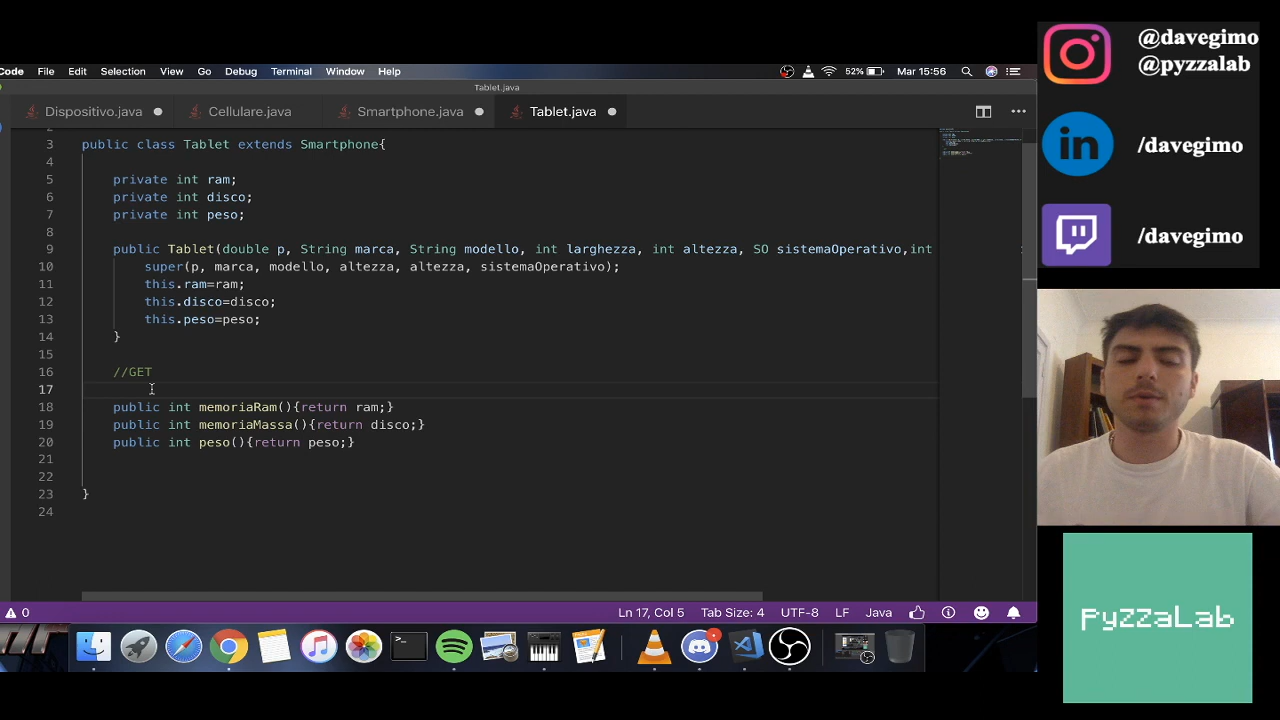 Code File Edit Selection View Go Debug Terminal Window Help 52% Mar 15:56
Tablet.java
Dispositivo.java Cellulare.java Smartphone.java Tablet.java
3 public class Tablet extends Smartphone{
4
5 private int ram;
6 private int disco;
7 private int peso;
8
9 public Tablet(double p, String marca, String modello, int larghezza, int altezza, SO sistemaOperativo,int
10 super(p, marca, modello, altezza, altezza, sistemaOperativo);
11 this.ram=ram;
12 this.disco=disco;
13 this.peso=peso;
14 }
15
16 //GET
17
18 public int memoriaRam(){return ram;}
19 public int memoriaMassa(){return disco;}
20 public int peso(){return peso;}
21
22
23 }
24
0 Ln 17, Col 5 Tab Size: 4 UTF-8 LF Java
@davegimo
@pyzzalab
in /davegimo
/davegimo
PyZZaLab